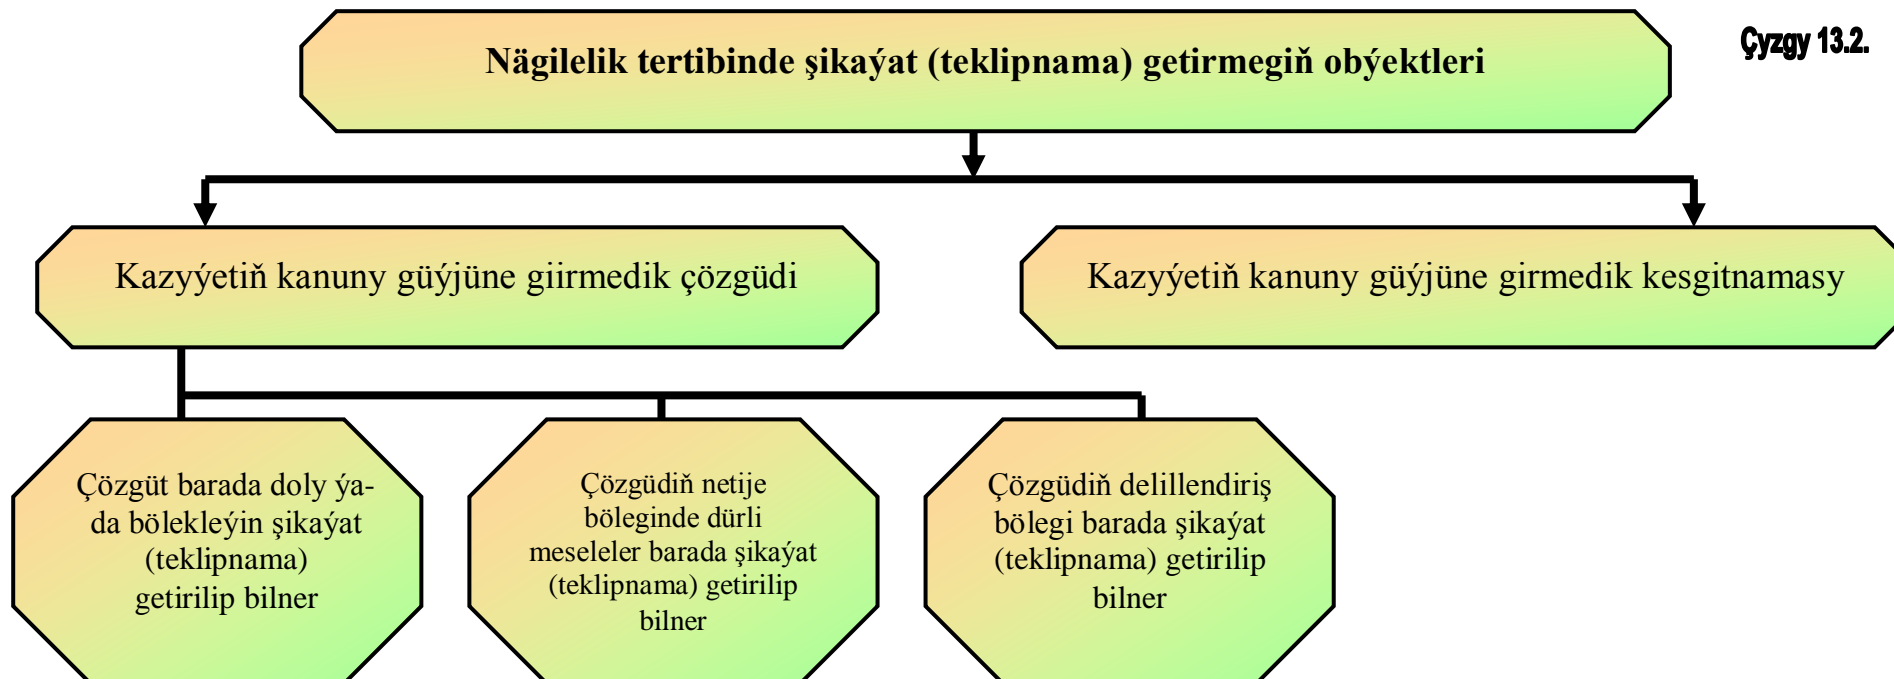 Nägilelik tertibinde şikaýat (teklipnama) getirmegiň obýektleri
Çyzgy 13.2.
Kazyýetiň kanuny güýjüne giirmedik çözgüdi
Kazyýetiň kanuny güýjüne girmedik kesgitnamasy
Çözgüt barada doly ýa-
da bölekleýin şikaýat
(teklipnama)
getirilip bilner
Çözgüdiň netije
böleginde dürli
meseleler barada şikaýat
(teklipnama) getirilip
bilner
Çözgüdiň delillendiriş
bölegi barada şikaýat
(teklipnama) getirilip
bilner